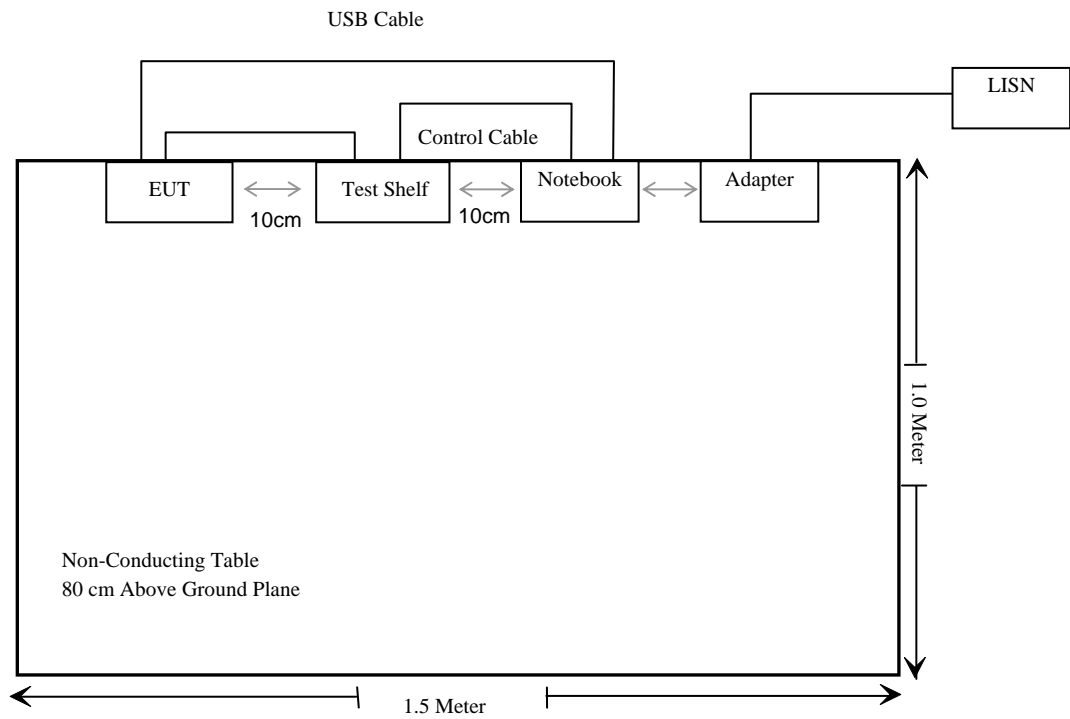 USB Cable
LISN
Control Cable
EUT
Test Shelf
Notebook
Adapter
10cm
10cm
1.0 Meter
Non-Conducting Table
80 cm Above Ground Plane
1.5 Meter